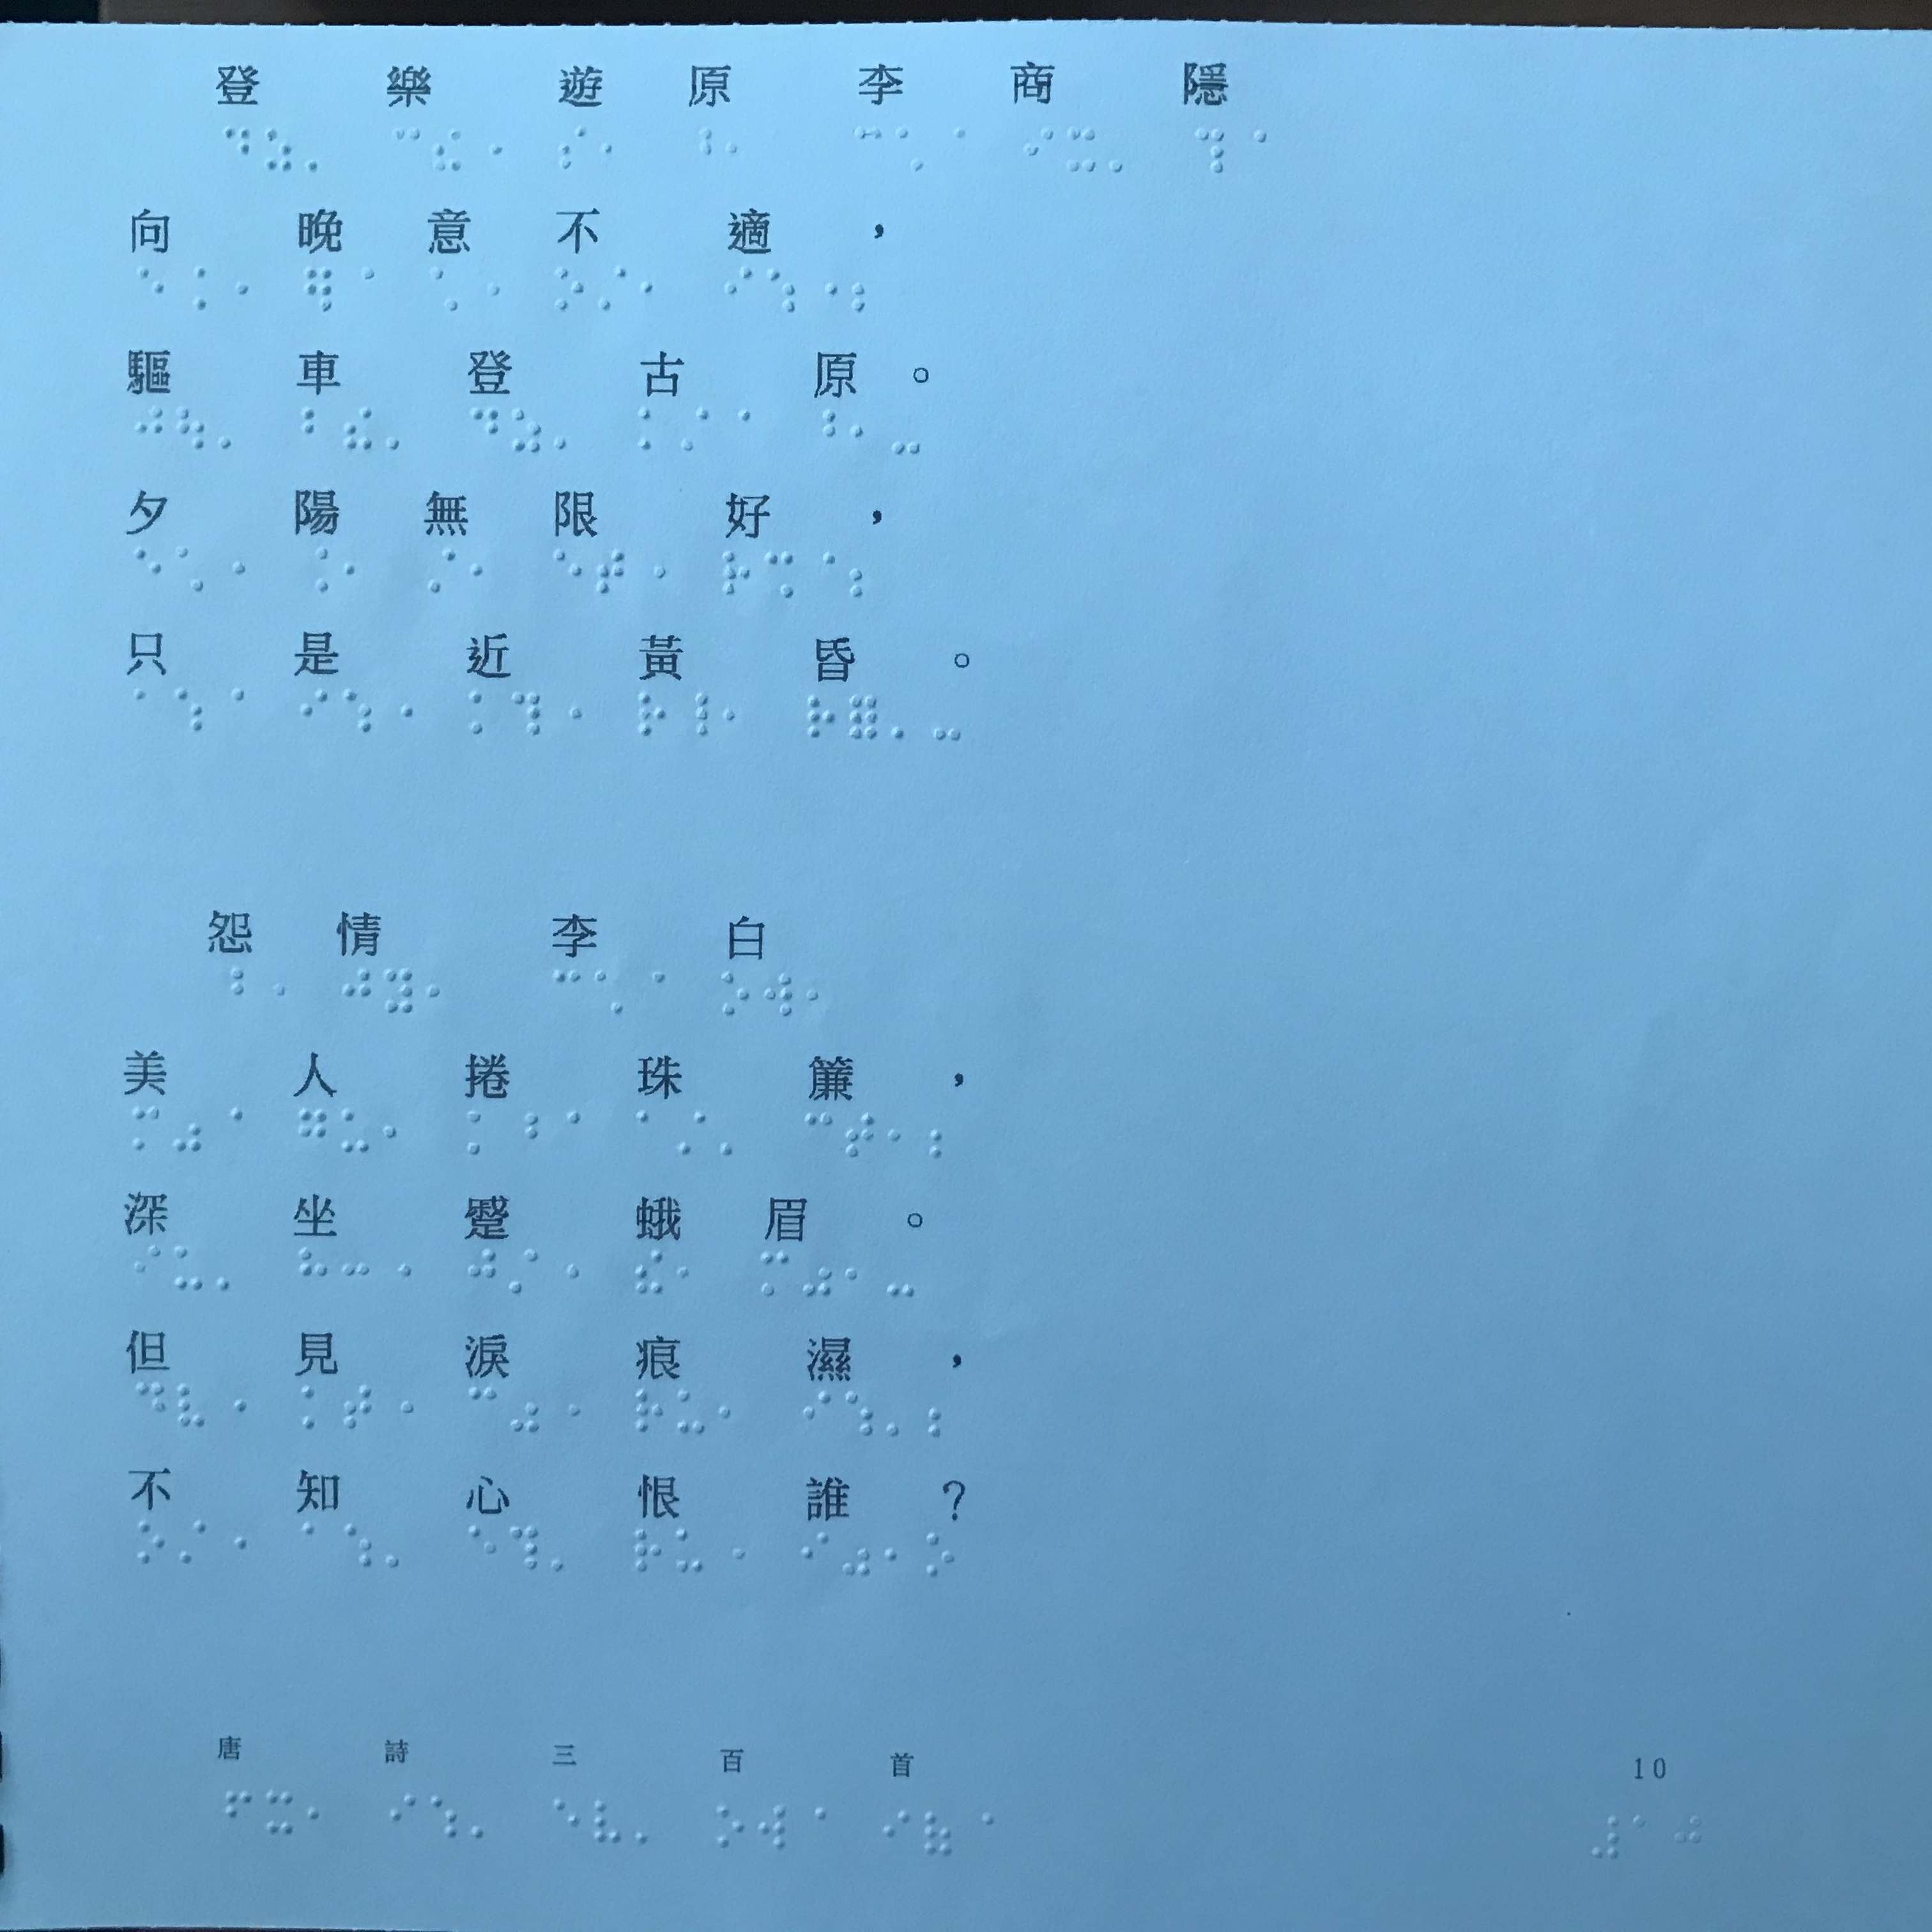 登樂遊原 李商隱
向晚意不適，
驅車登古原。
夕陽無限好，
只是近黃昏。
怨情 李白
美人捲珠簾，
深坐蹙蛾眉。
但見淚痕濕，
不知心恨誰？
唐詩三百首 10